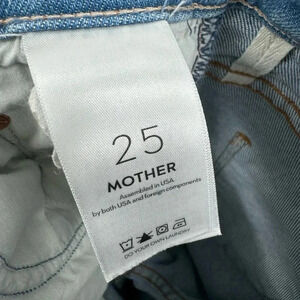 25
MOTHER
Assembled in USA
by both USA and foreign components
DO YOUR OWN LAUNDRY